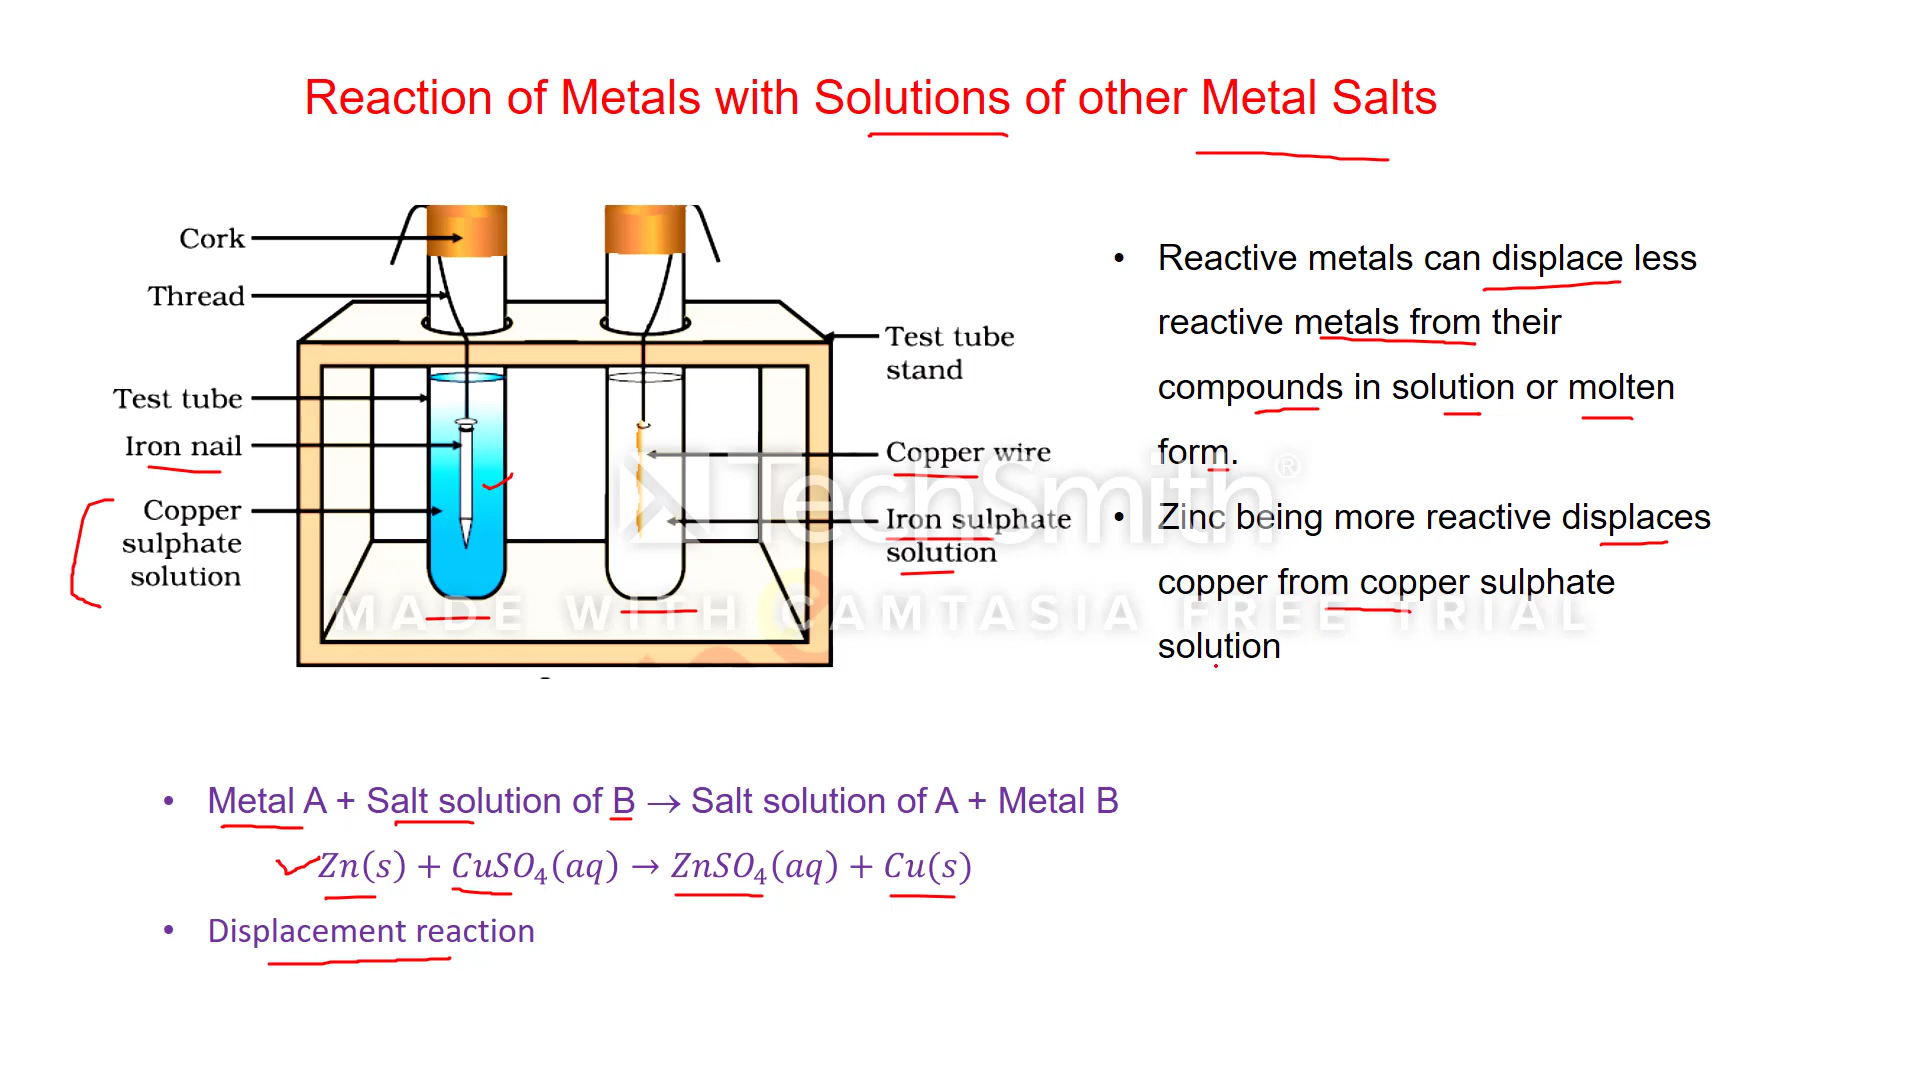 Reaction of Metals with Solutions of other Metal Salts
Cork
Thread
Test tube
Iron nail
Copper
sulphate
solution
Test tube
stand
Copper wire
Iron sulphate
solution
• Reactive metals can displace less
reactive metals from their
compounds in solution or molten
form.
• Zinc being more reactive displaces
copper from copper sulphate
solution
TechSmith®
MADE WITH CAMTASIA FREE TRIAL
• Metal A + Salt solution of B → Salt solution of A + Metal B
Zn(s) + CuSO₄(aq) → ZnSO₄(aq) + Cu(s)
• Displacement reaction